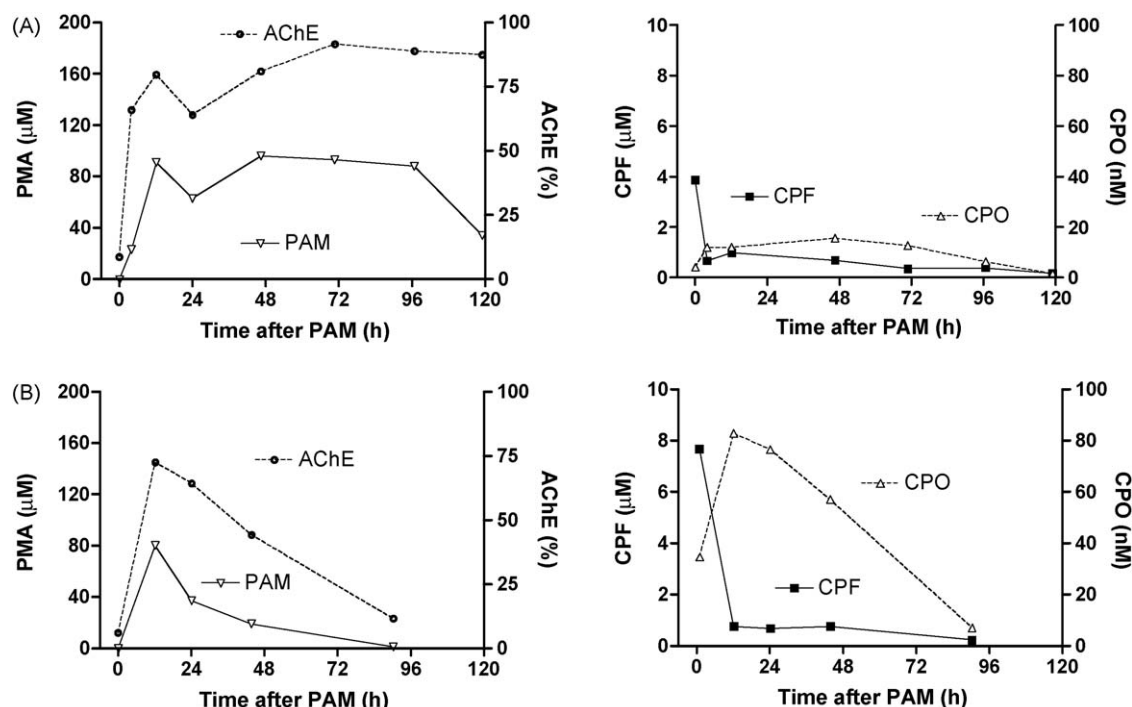 (A)
200
160
120
80
40
0
PMA (μM)
AChE
PAM
100
75
50
25
0
AChE (%)
0 24 48 72 96 120
Time after PAM (h)
10
8
6
4
2
0
CPF (μM)
CPF
CPO
100
80
60
40
20
0
CPO (nM)
0 24 48 72 96 120
Time after PAM (h)
(B)
200
160
120
80
40
0
PMA (μM)
AChE
PAM
100
75
50
25
0
AChE (%)
0 24 48 72 96 120
Time after PAM (h)
10
8
6
4
2
0
CPF (μM)
CPO
CPF
100
80
60
40
20
0
CPO (nM)
0 24 48 72 96 120
Time after PAM (h)